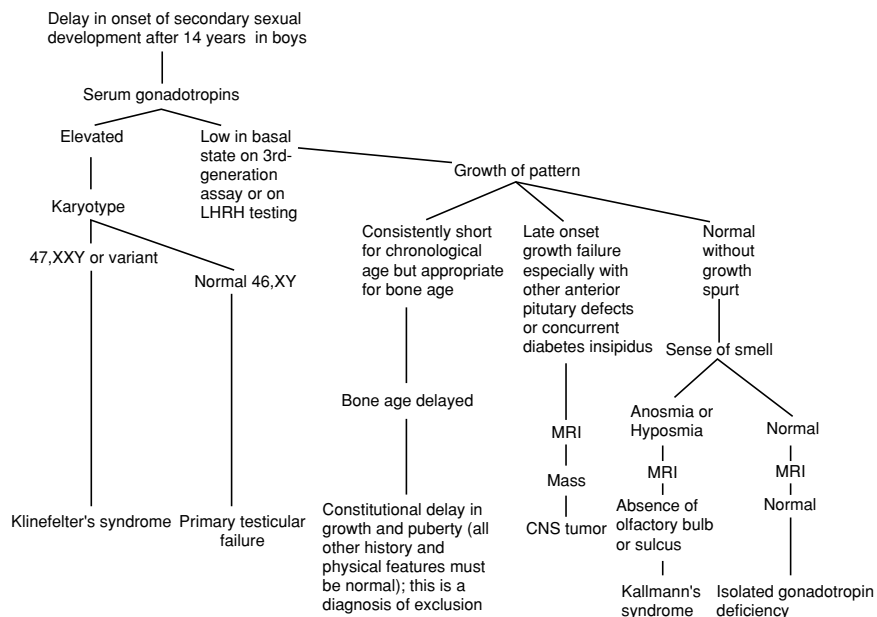 Delay in onset of secondary sexual
development after 14 years in boys
Serum gonadotropins
Elevated
Low in basal
state on 3rd-
generation
assay or on
LHRH testing
Growth of pattern
Karyotype
47,XXY or variant
Normal 46,XY
Consistently short
for chronological
age but appropriate
for bone age
Late onset
growth failure
especially with
other anterior
pitutary defects
or concurrent
diabetes insipidus
Normal
without
growth
spurt
Sense of smell
Bone age delayed
Anosmia or
Hyposmia
Normal
MRI
MRI
MRI
Mass
Absence of
olfactory bulb
or sulcus
Normal
Klinefelter's syndrome
Primary testicular
failure
Constitutional delay in
growth and puberty (all
other history and
physical features must
be normal); this is a
diagnosis of exclusion
CNS tumor
Kallmann's
syndrome
Isolated gonadotropin
deficiency